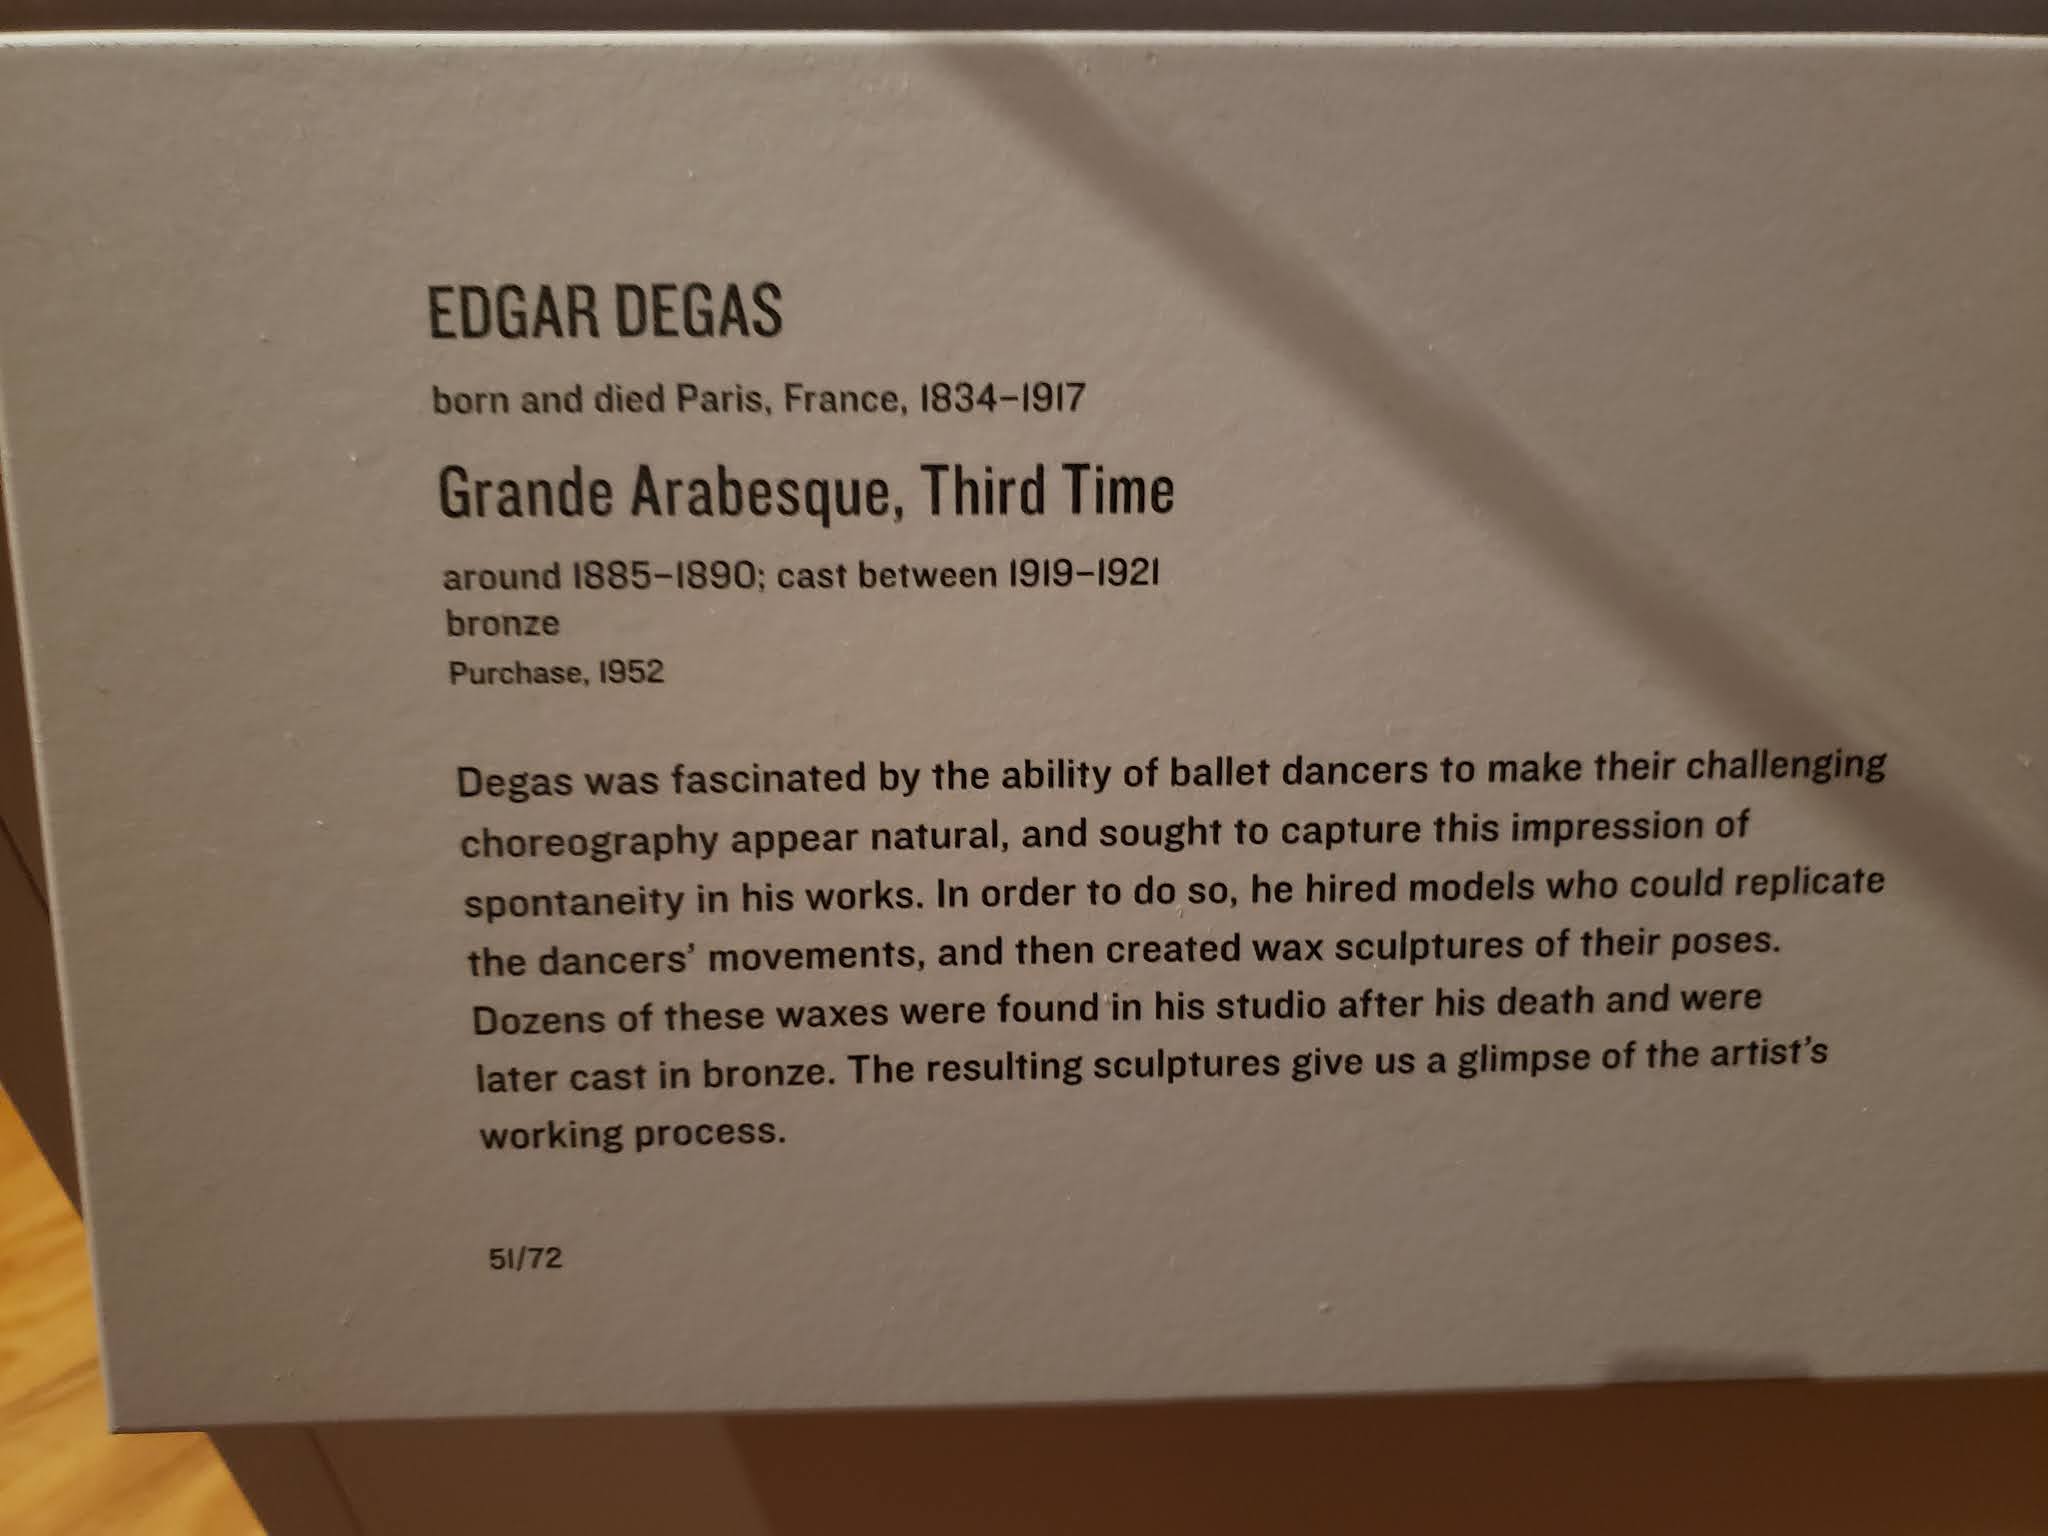 EDGAR DEGAS
born and died Paris, France, 1834–1917
Grande Arabesque, Third Time
around 1885–1890; cast between 1919–1921
bronze
Purchase, 1952
Degas was fascinated by the ability of ballet dancers to make their challenging
choreography appear natural, and sought to capture this impression of
spontaneity in his works. In order to do so, he hired models who could replicate
the dancers’ movements, and then created wax sculptures of their poses.
Dozens of these waxes were found in his studio after his death and were
later cast in bronze. The resulting sculptures give us a glimpse of the artist’s
working process.
51/72